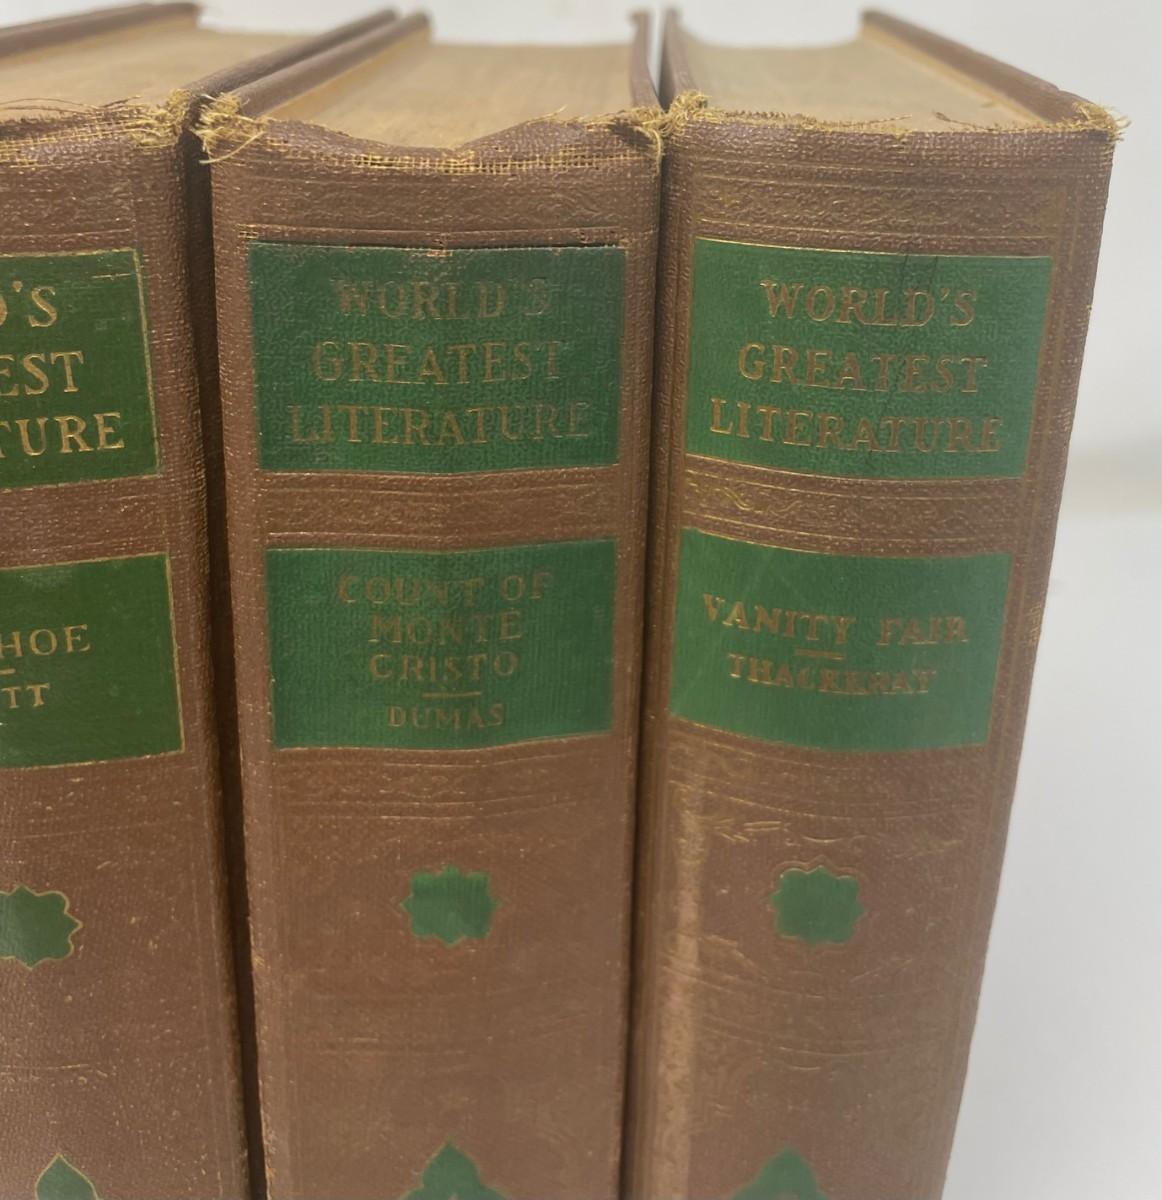 D'S
EST
TURE
HOE
TT
WORLD'S
GREATEST
LITERATURE
COUNT OF
MONTE
CRISTO
DUMAS
WORLD'S
GREATEST
LITERATURE
VANITY FAIR
THACKERAY